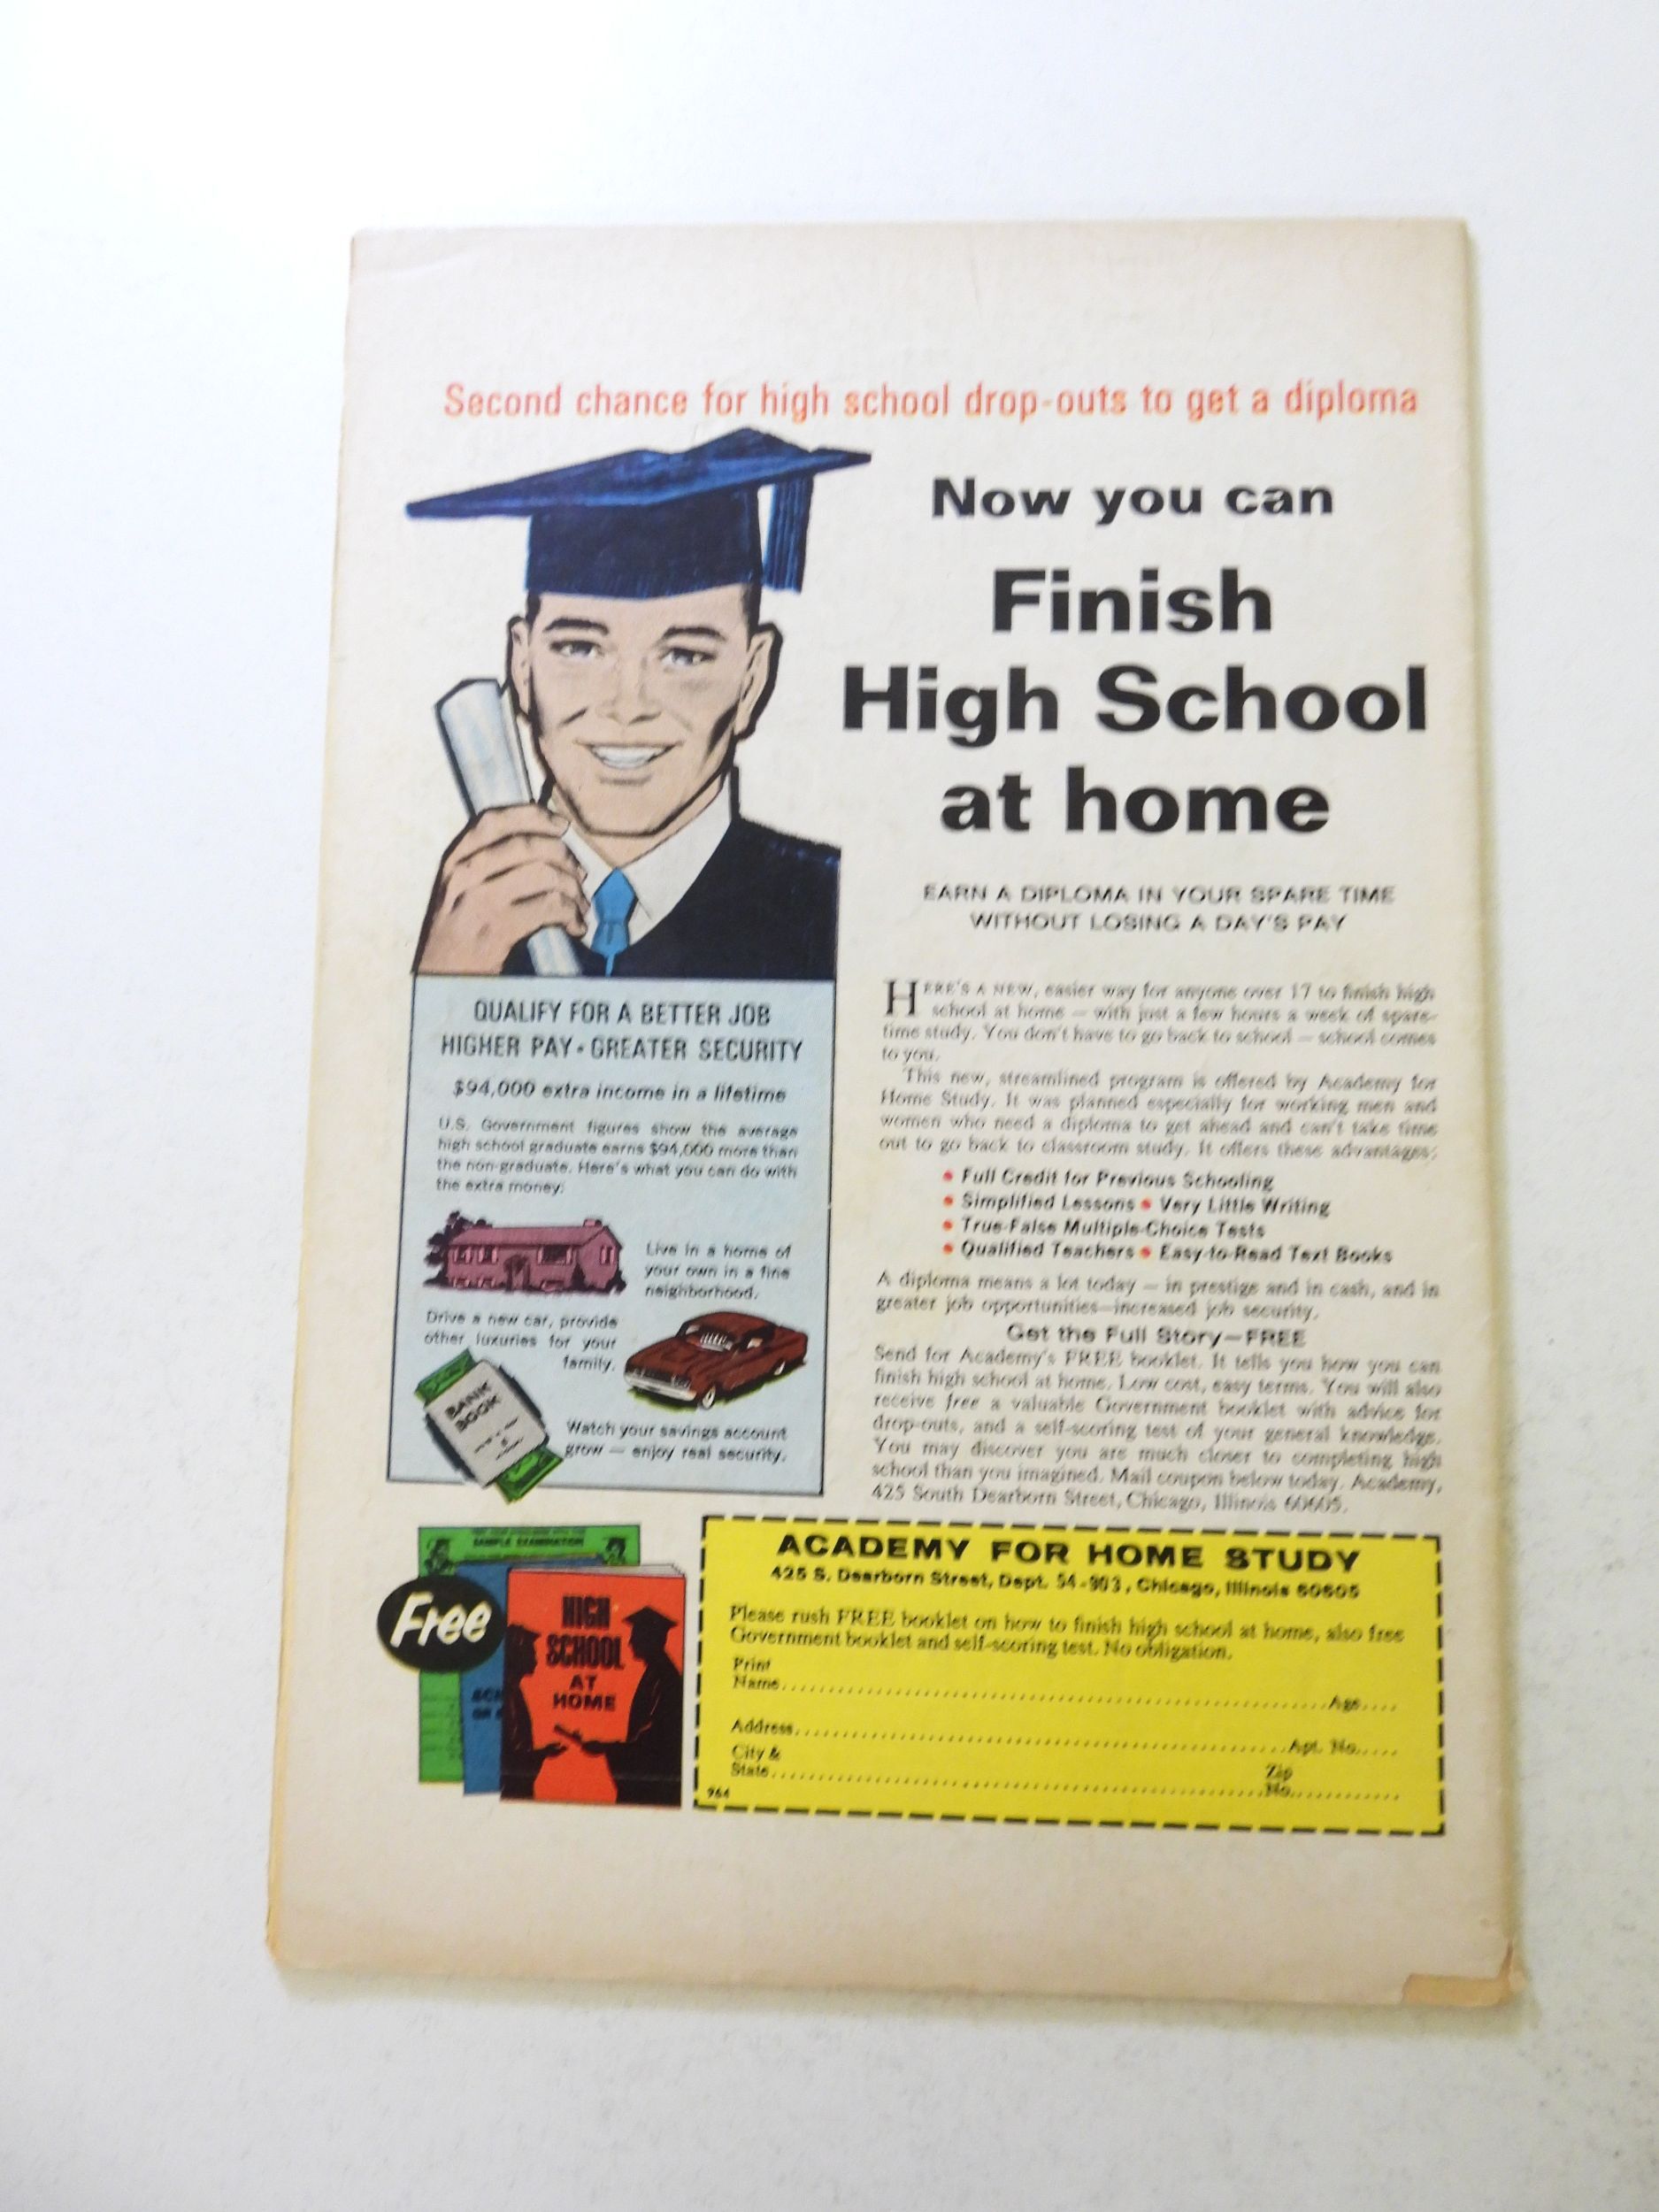 Second chance for high school drop-outs to get a diploma
Now you can
Finish
High School
at home
EARN A DIPLOMA IN YOUR SPARE TIME
WITHOUT LOSING A DAY'S PAY
QUALIFY FOR A BETTER JOB
HIGHER PAY • GREATER SECURITY
$94,000 extra income in a lifetime
U.S. Government figures show the average
high school graduate earns $94,000 more than
the non-graduate. Here's what you can do with
the extra money:
Live in a home of
your own in a fine
neighborhood.
Drive a new car, provide
other luxuries for your
family.
BANK
BOOK
Watch your savings account
grow — enjoy real security.
HERE'S A NEW, easier way for anyone over 17 to finish high
school at home — with just a few hours a week of spare-
time study. You don't have to go back to school — school comes
to you.
This new, streamlined program is offered by Academy for
Home Study. It was planned especially for working men and
women who need a diploma to get ahead and can't take time
out to go back to classroom study. It offers these advantages:
• Full Credit for Previous Schooling
• Simplified Lessons • Very Little Writing
• True-False Multiple-Choice Tests
• Qualified Teachers • Easy-to-Read Text Books
A diploma means a lot today — in prestige and in cash, and in
greater job opportunities—increased job security.
Get the Full Story—FREE
Send for Academy's FREE booklet. It tells you how you can
finish high school at home. Low cost, easy terms. You will also
receive free a valuable Government booklet with advice for
drop-outs, and a self-scoring test of your general knowledge.
You may discover you are much closer to completing high
school than you imagined. Mail coupon below today. Academy,
425 South Dearborn Street, Chicago, Illinois 60605.
SAMPLE EXAMINATION
Free
HIGH
SCHOOL
AT
HOME
ACADEMY FOR HOME STUDY
425 S. Dearborn Street, Dept. 54-903, Chicago, Illinois 60605
Please rush FREE booklet on how to finish high school at home, also free
Government booklet and self-scoring test. No obligation.
Print
Name Age
Address Apt. No.
City & Zip
State No.
964